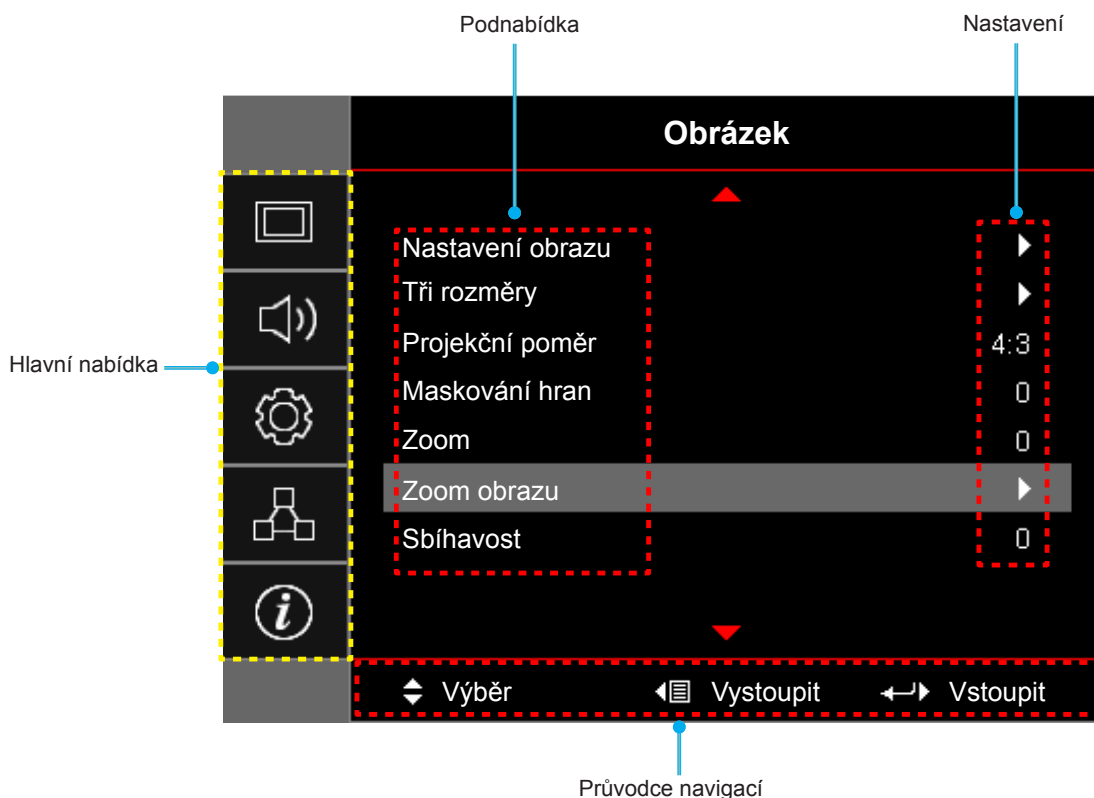 Podnabídka Nastavení
Obrázek
Nastavení obrazu
Tři rozměry
Projekční poměr 4:3
Hlavní nabídka
Maskování hran 0
Zoom 0
Zoom obrazu
Sbíhavost 0
i
Výběr Vystoupit Vstoupit
Průvodce navigací